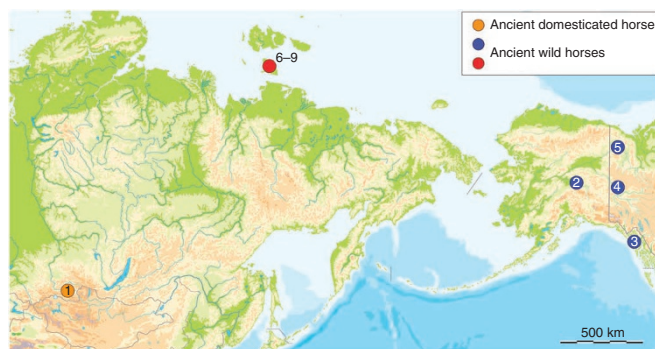 Ancient domesticated horse
Ancient wild horses
6–9
5
2
4
3
1
500 km